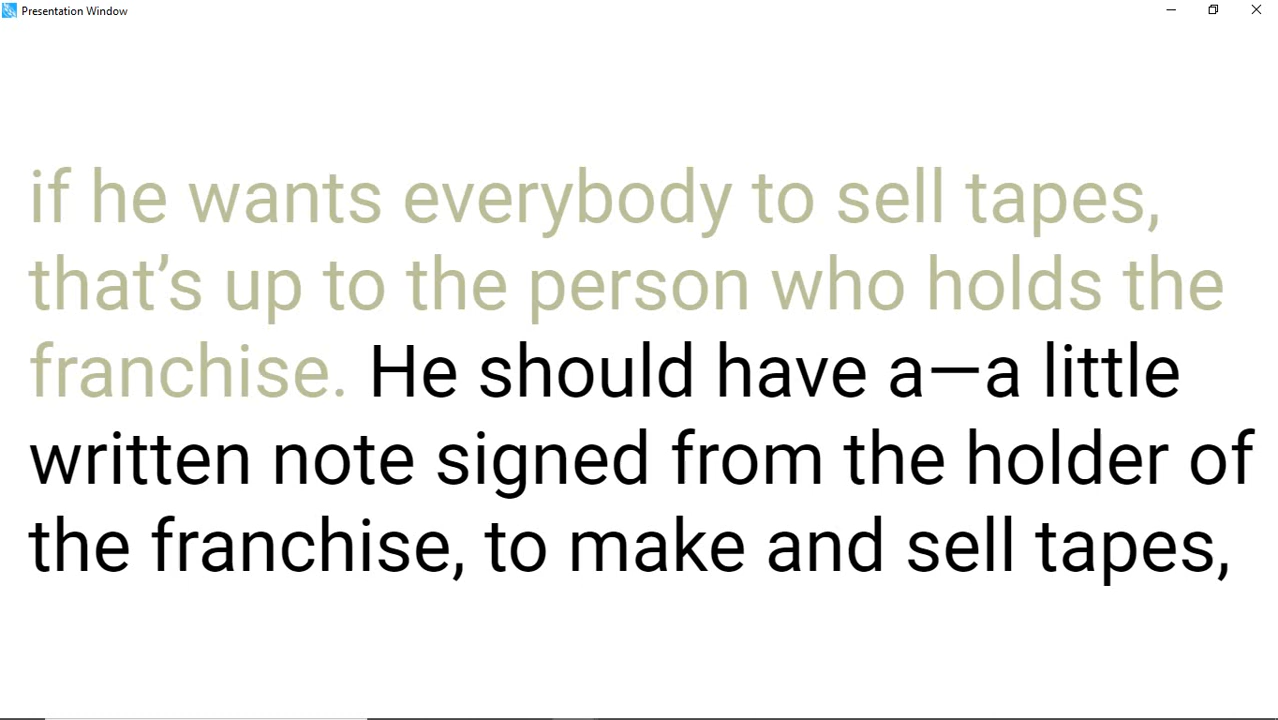 Presentation Window
if he wants everybody to sell tapes,
that’s up to the person who holds the
franchise. He should have a—a little
written note signed from the holder of
the franchise, to make and sell tapes,